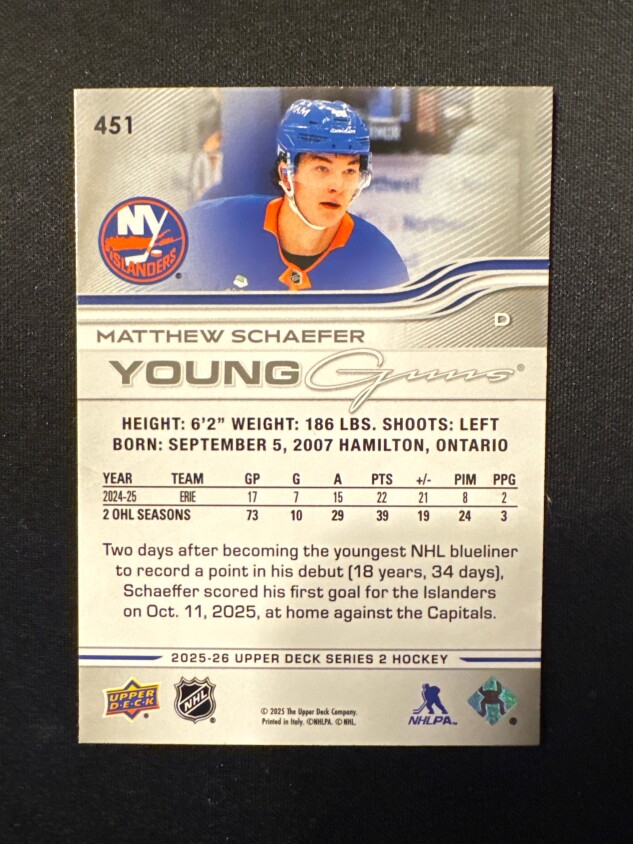 451
NY
ISLANDERS
D
MATTHEW SCHAEFER
YOUNG Guns®
HEIGHT: 6'2" WEIGHT: 186 LBS. SHOOTS: LEFT
BORN: SEPTEMBER 5, 2007 HAMILTON, ONTARIO
YEAR TEAM GP G A PTS +/- PIM PPG
2024-25 ERIE 17 7 15 22 21 8 2
2 OHL SEASONS 73 10 29 39 19 24 3
Two days after becoming the youngest NHL blueliner
to record a point in his debut (18 years, 34 days),
Schaeffer scored his first goal for the Islanders
on Oct. 11, 2025, at home against the Capitals.
2025-26 UPPER DECK SERIES 2 HOCKEY
UPPER
D·E·C·K
NHL
© 2025 The Upper Deck Company.
Printed in Italy. ©NHLPA. © NHL.
NHLPA™